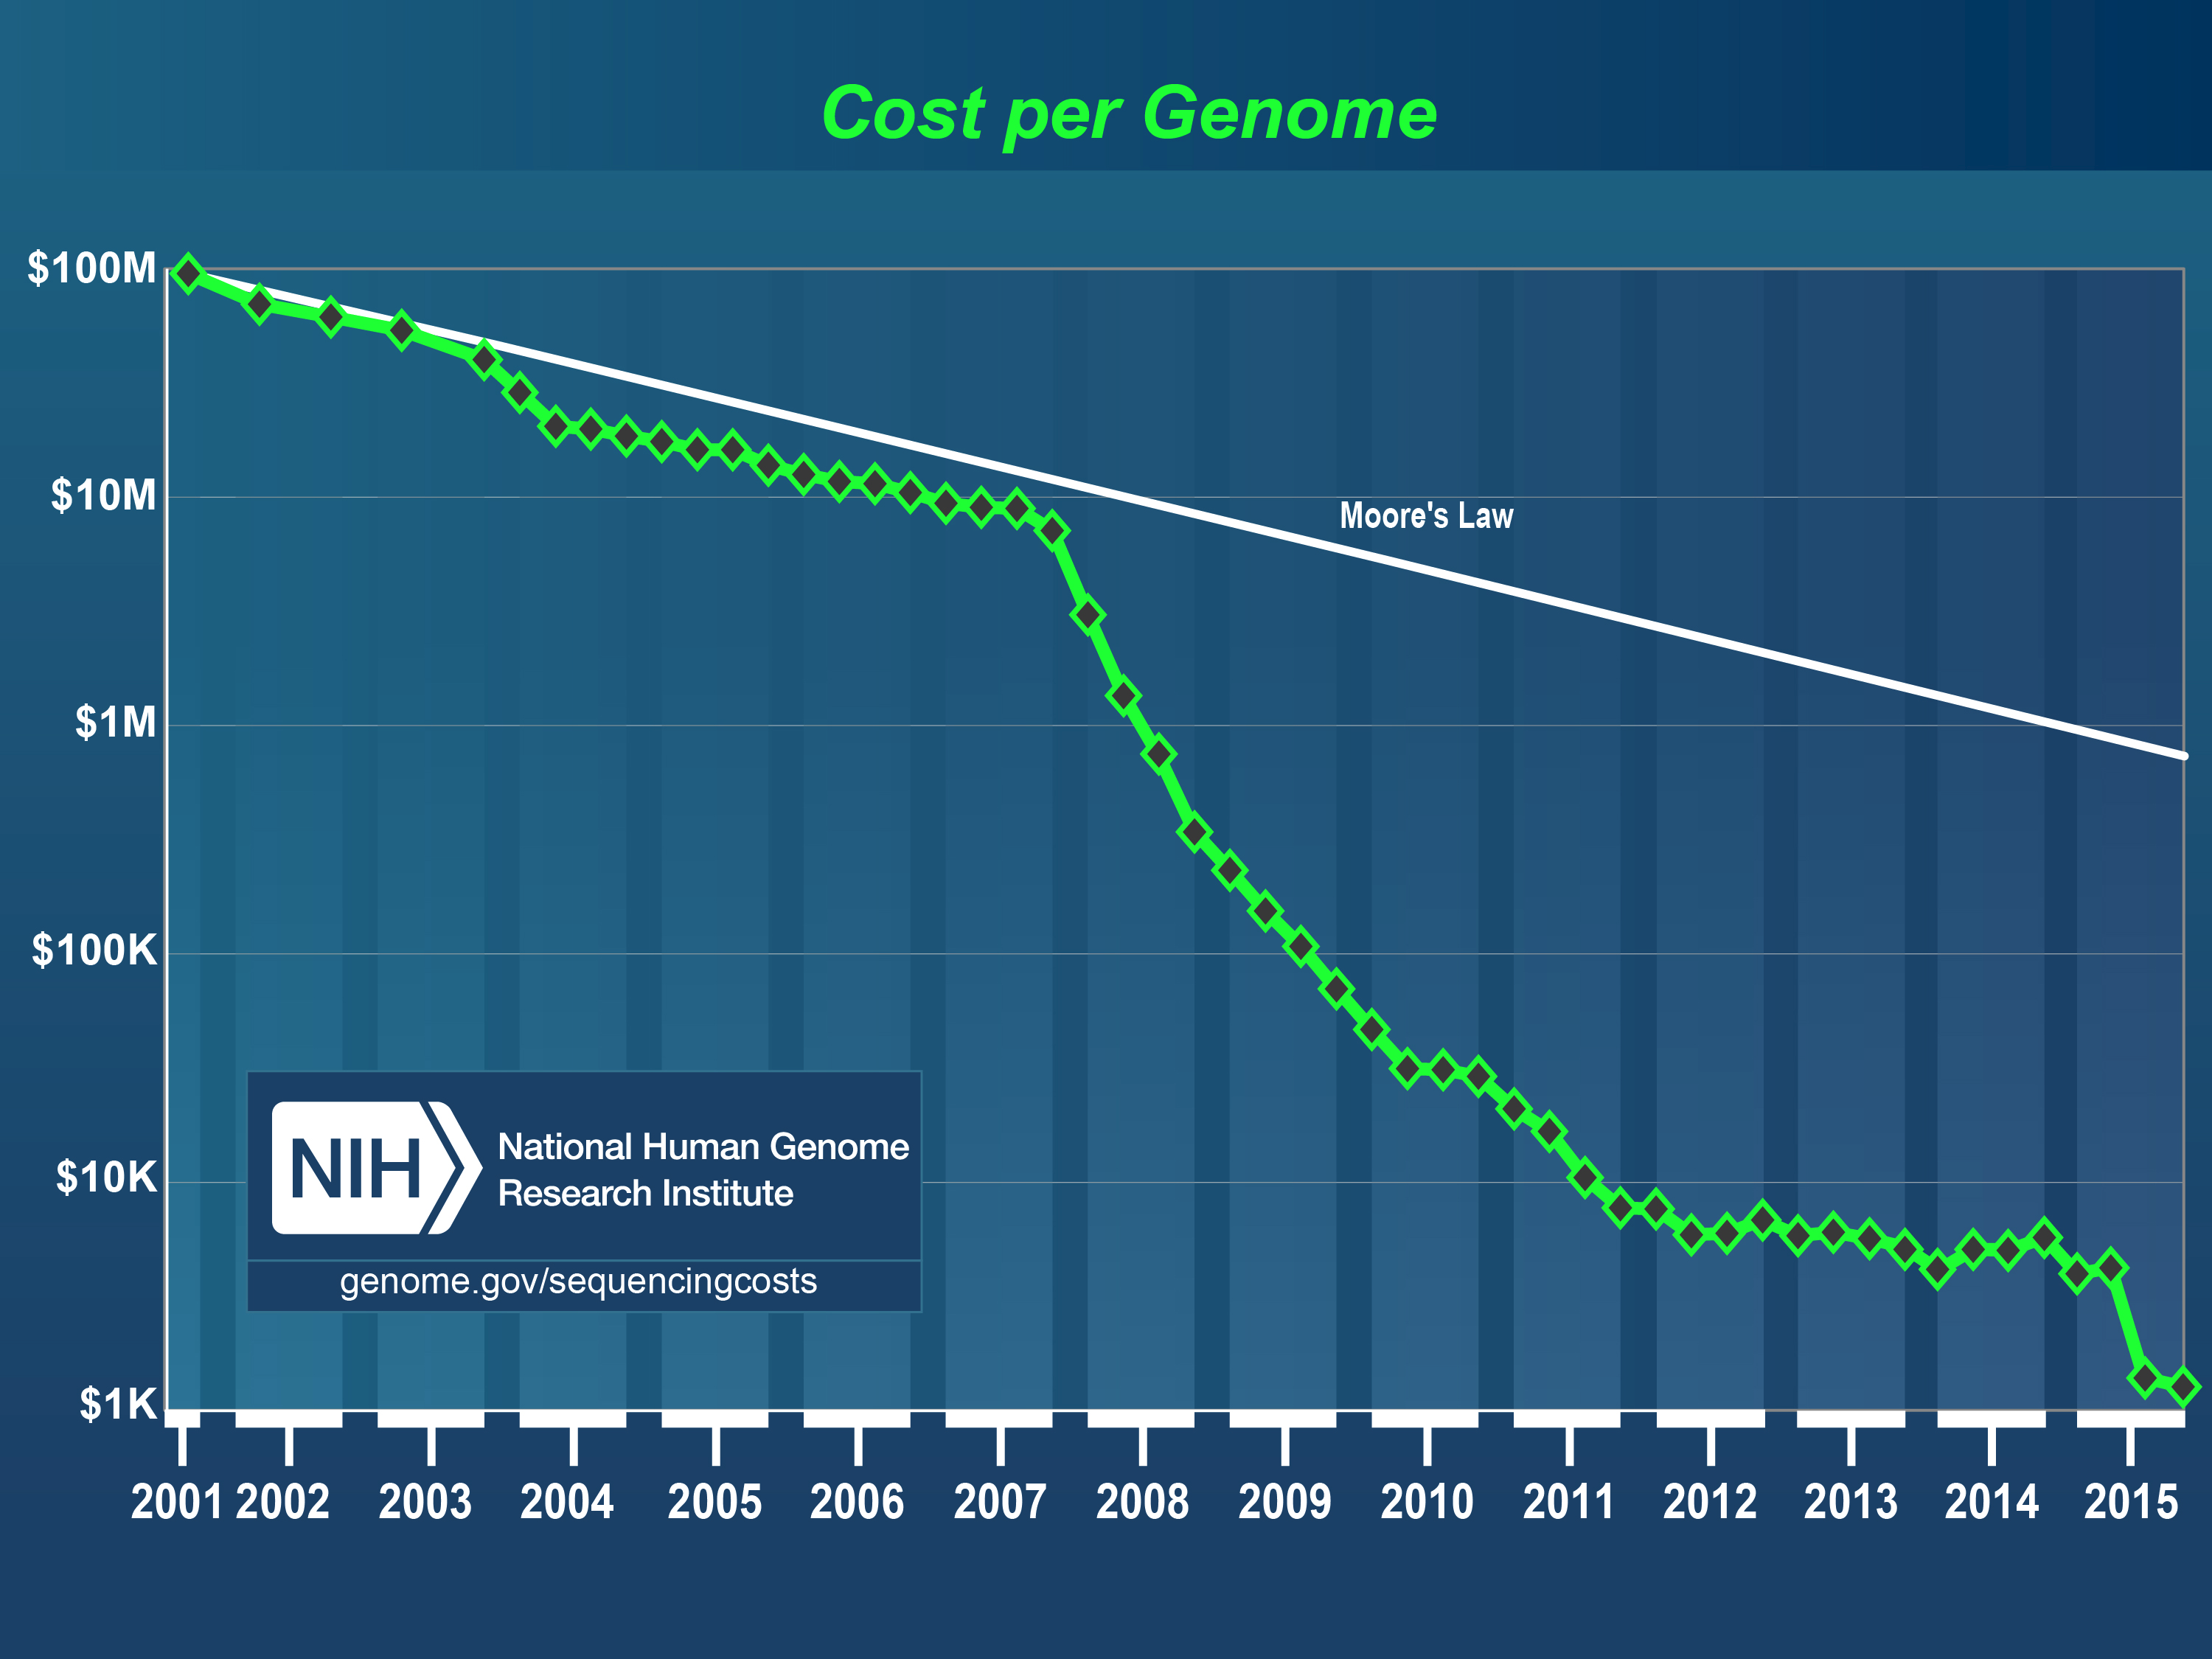 Cost per Genome
$100M
$10M
Moore's Law
$1M
$100K
$10K
$1K
NIH
National Human Genome
Research Institute
genome.gov/sequencingcosts
2001 2002 2003 2004 2005 2006 2007 2008 2009 2010 2011 2012 2013 2014 2015